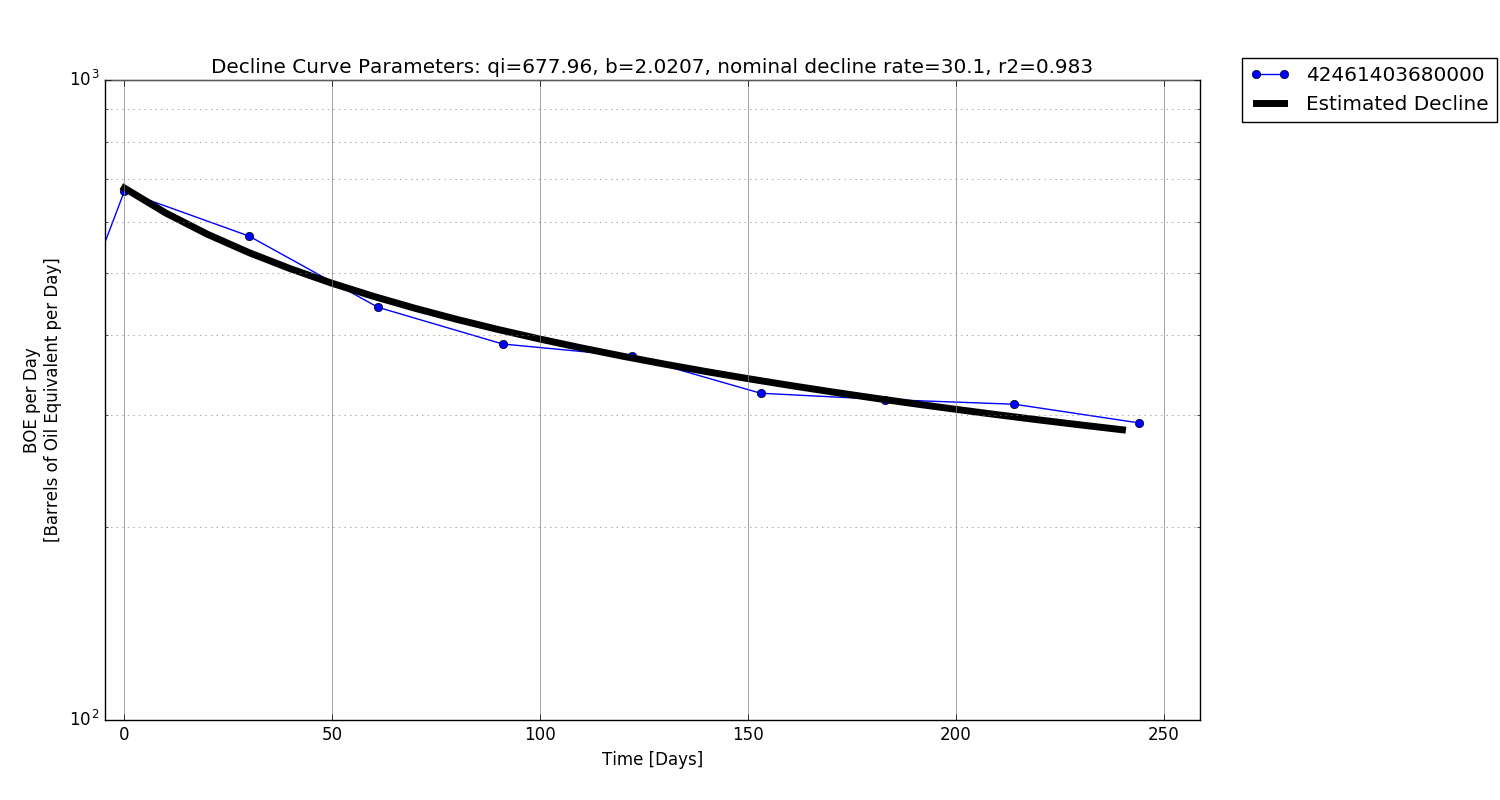 Decline Curve Parameters: qi=677.96, b=2.0207, nominal decline rate=30.1, r2=0.983
42461403680000
Estimated Decline
10³
10²
BOE per Day
[Barrels of Oil Equivalent per Day]
0 50 100 150 200 250
Time [Days]